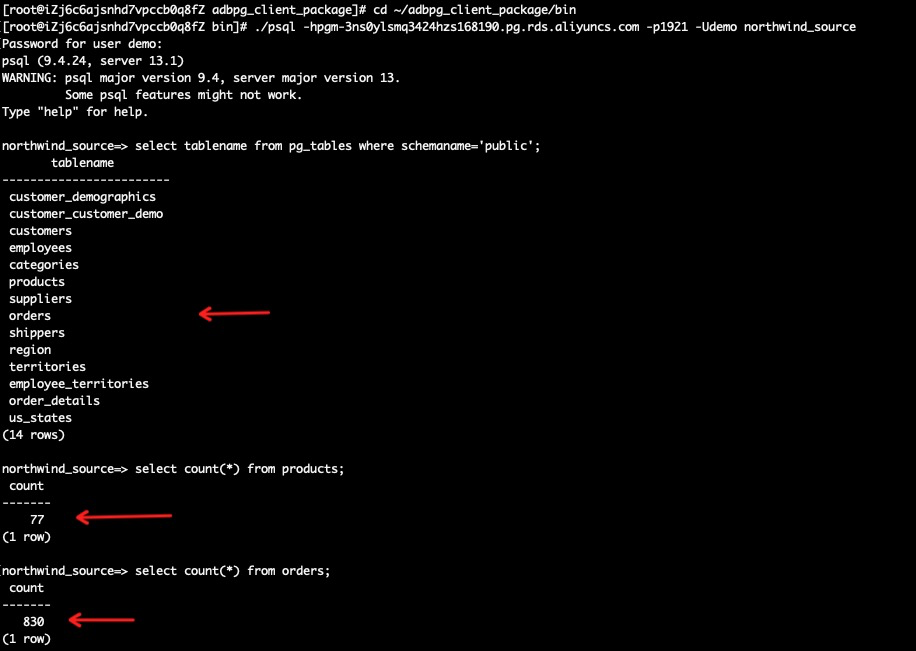 [root@iZj6c6ajsnhd7vpccb0q8fZ adbpg_client_package]# cd ~/adbpg_client_package/bin
[root@iZj6c6ajsnhd7vpccb0q8fZ bin]# ./psql -hpgm-3ns0ylsmq3424hzs168190.pg.rds.aliyuncs.com -p1921 -Udemo northwind_source
Password for user demo:
psql (9.4.24, server 13.1)
WARNING: psql major version 9.4, server major version 13.
         Some psql features might not work.
Type "help" for help.
northwind_source=> select tablename from pg_tables where schemaname='public';
       tablename
------------------------
 customer_demographics
 customer_customer_demo
 customers
 employees
 categories
 products
 suppliers
 orders
 shippers
 region
 territories
 employee_territories
 order_details
 us_states
(14 rows)
northwind_source=> select count(*) from products;
 count
-------
    77
(1 row)
northwind_source=> select count(*) from orders;
 count
-------
   830
(1 row)